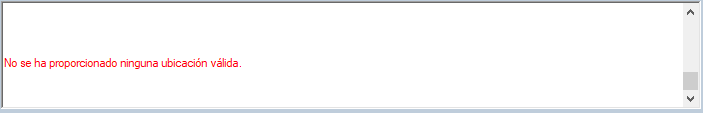 No se ha proporcionado ninguna ubicación válida.